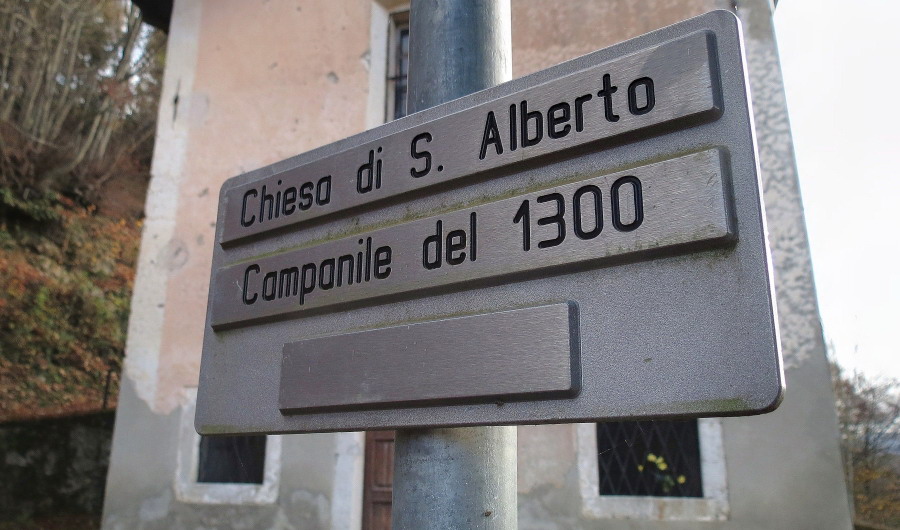 Chiesa di S. Alberto
Campanile del 1300